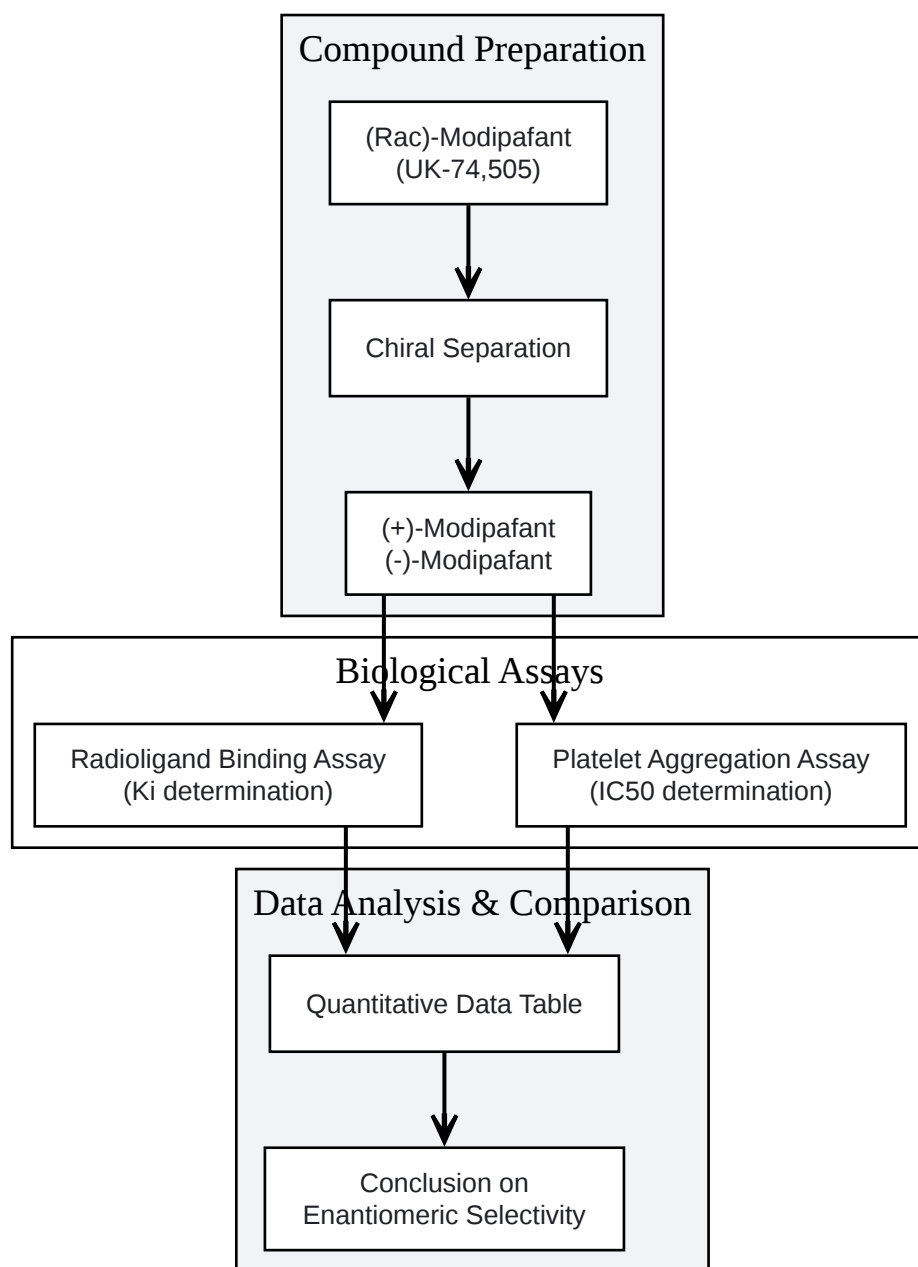 Compound Preparation
(Rac)-Modipafant
(UK-74,505)
Chiral Separation
(+)-Modipafant
(-)-Modipafant
Biological Assays
Radioligand Binding Assay
(Ki determination)
Platelet Aggregation Assay
(IC50 determination)
Data Analysis & Comparison
Quantitative Data Table
Conclusion on
Enantiomeric Selectivity